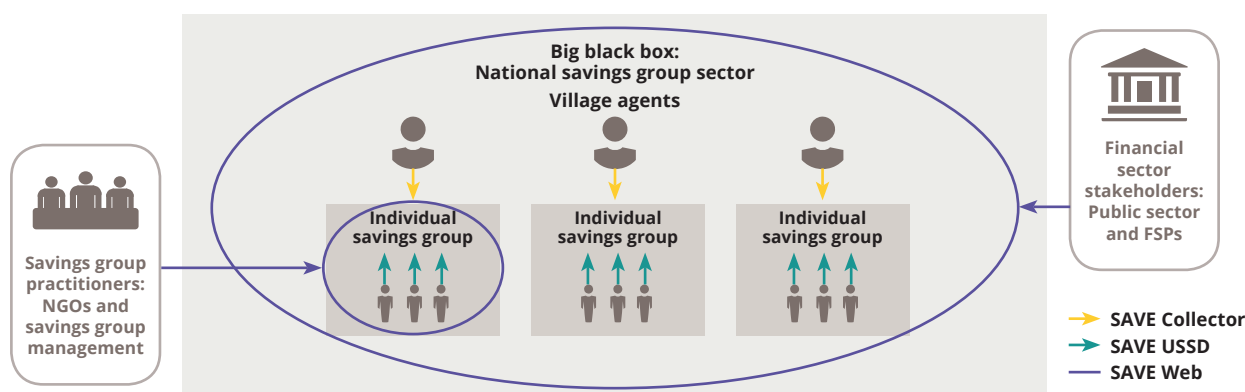 Big black box:
National savings group sector
Village agents
Individual
savings group
Individual
savings group
Individual
savings group
Savings group
practitioners:
NGOs and
savings group
management
Financial
sector
stakeholders:
Public sector
and FSPs
SAVE Collector
SAVE USSD
SAVE Web